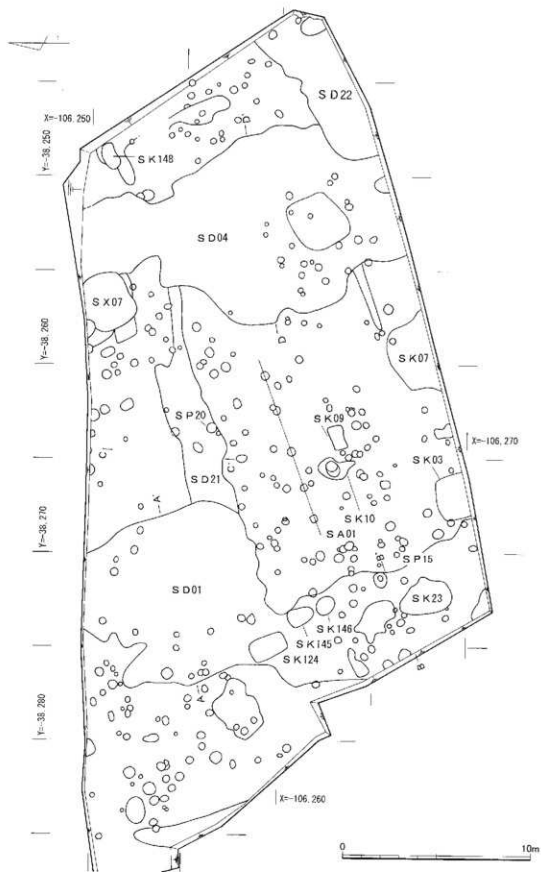 SD22
X=-106,250
Y=-38,250
SK148
D'
SD04
SX07
Y=-38,260
D
SK07
SP20
SK09
X=-106,270
C'
C'
SK03
SD21
A'
Y=-38,270
SK10
SA01
SP15
B'
SD01
SK23
SK146
SK145
SK124
B
A
Y=-38,280
X=-106,260
0
10m